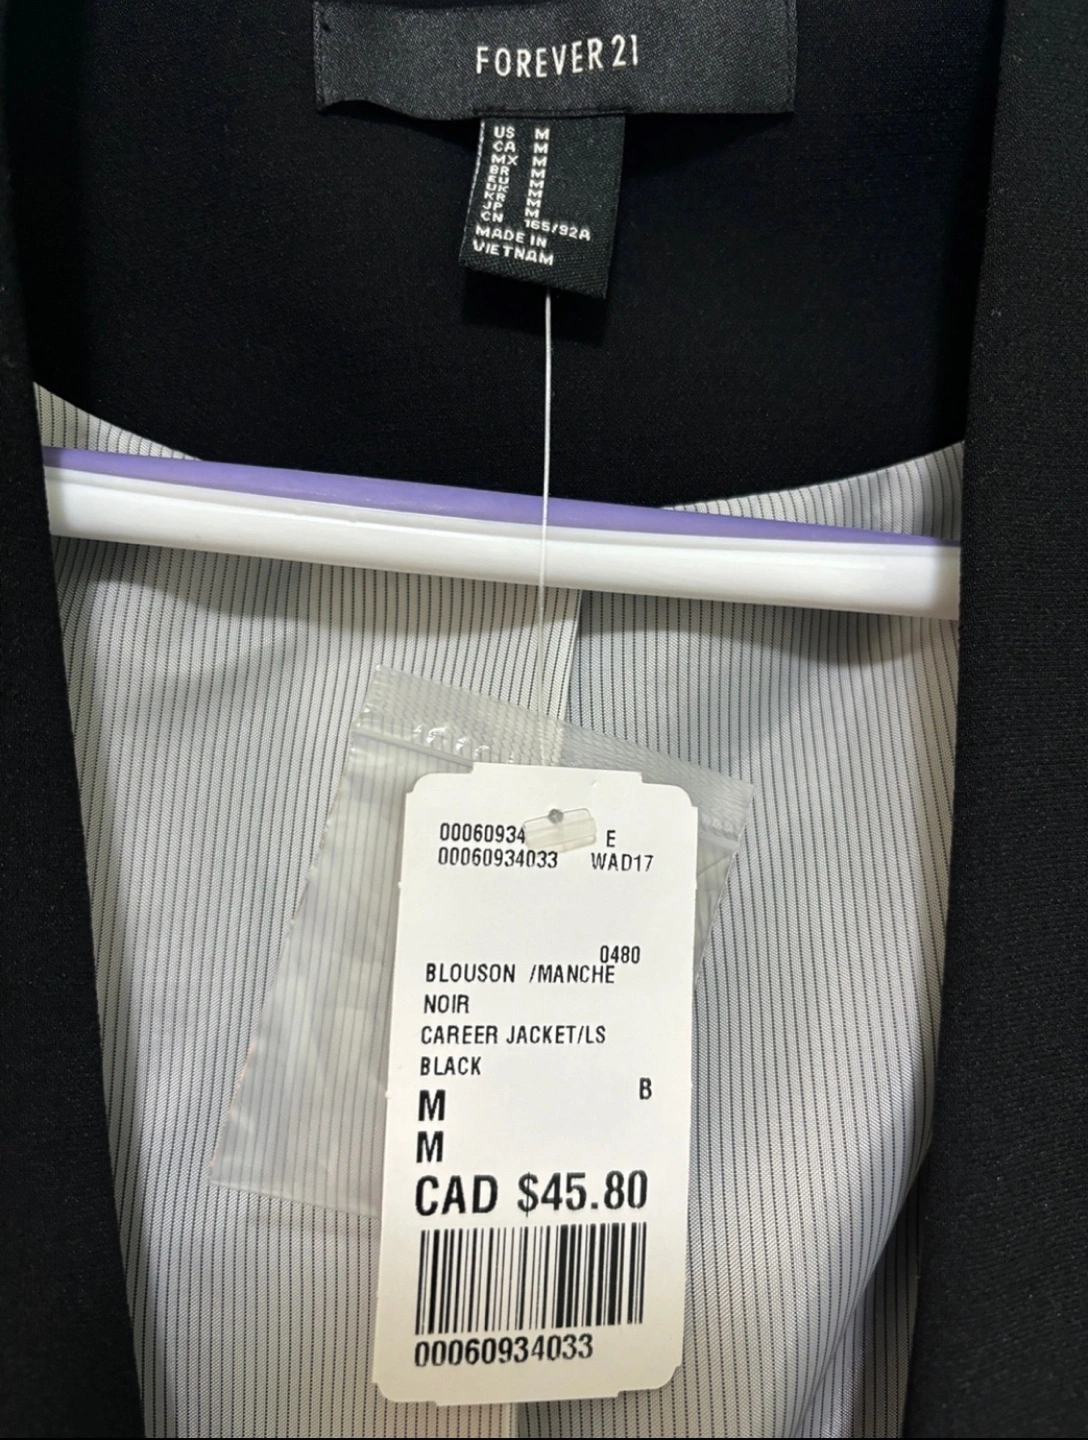 FOREVER 21
US M
CA M
MX M
BR M
EU M
UK M
KR M
JP M
CN 165/92A
MADE IN
VIETNAM
00060934 E
00060934033 WAD17
0480
BLOUSON /MANCHE
NOIR
CAREER JACKET/LS
BLACK
B
M
M
CAD $45.80
00060934033